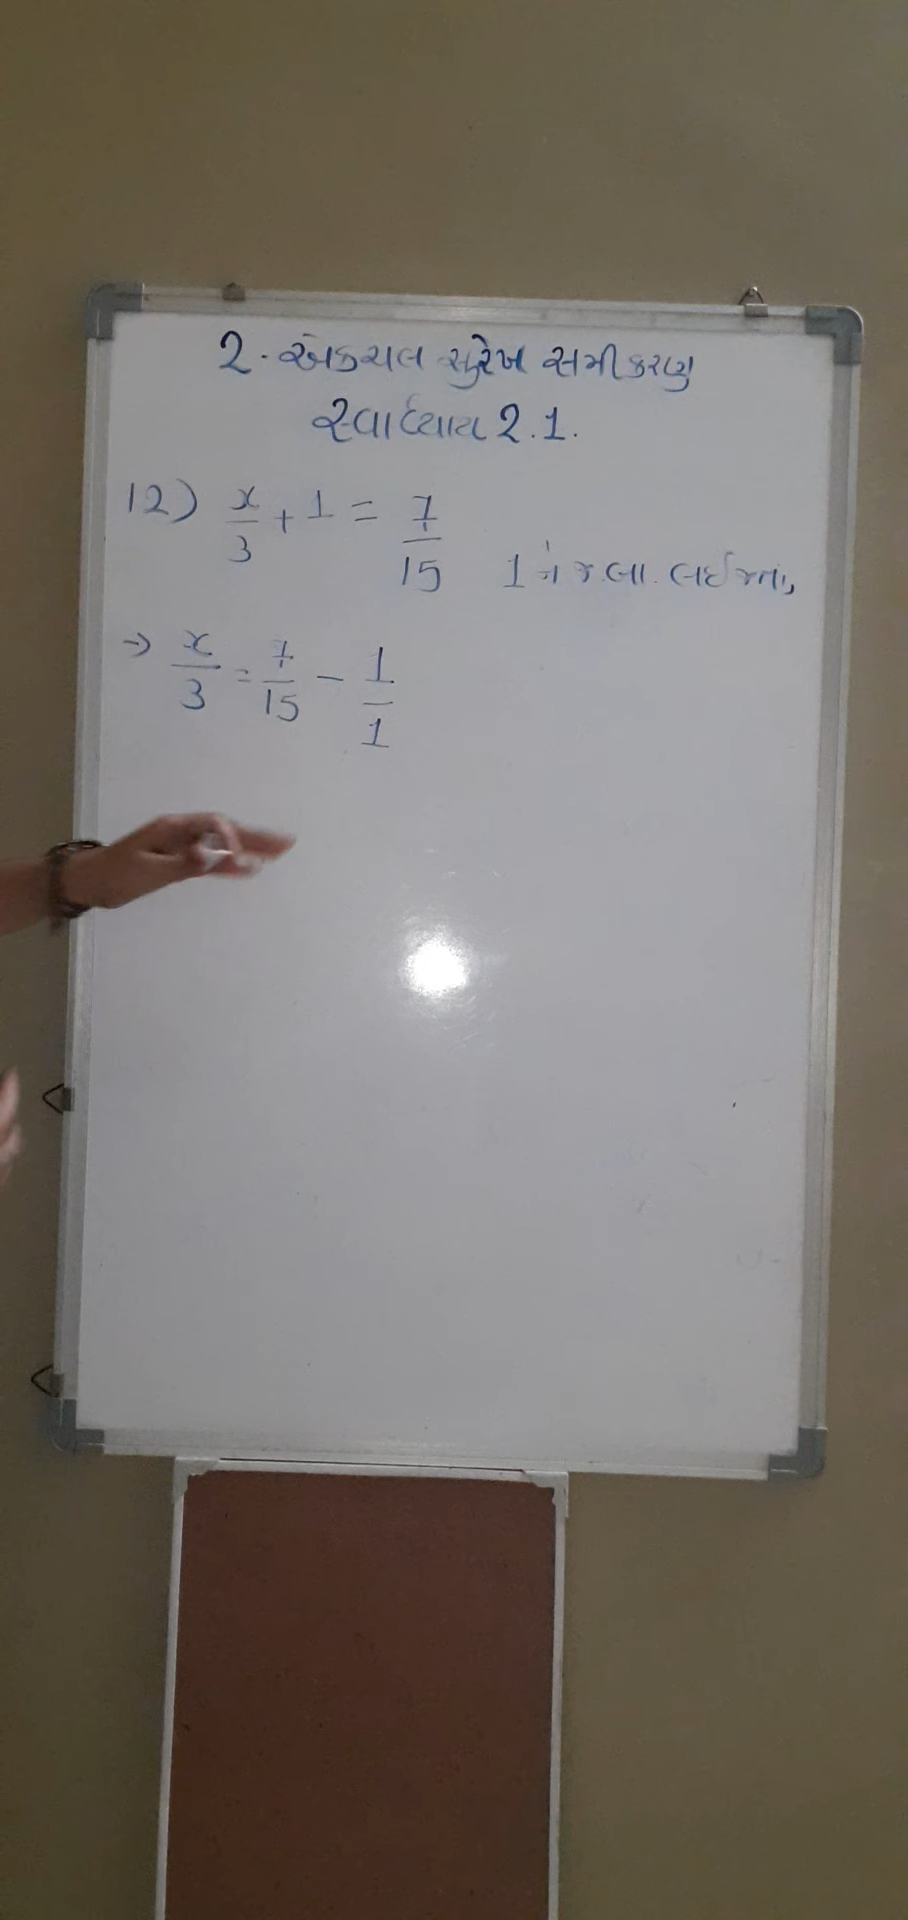 2. એકચલ સુરેખ સમીકરણ
સ્વાધ્યાય 2.1.
12) x/3 + 1 = 7/15
1 ને જ.બા. લઈ જતાં,
→ x/3 = 7/15 - 1/1